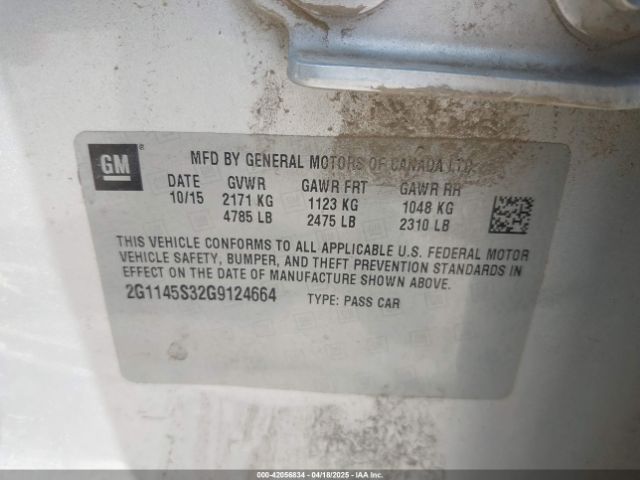 GM
MFD BY GENERAL MOTORS OF CANADA LTD.
DATE GVWR GAWR FRT GAWR RR
10/15 2171 KG 1123 KG 1048 KG
4785 LB 2475 LB 2310 LB
THIS VEHICLE CONFORMS TO ALL APPLICABLE U.S. FEDERAL MOTOR
VEHICLE SAFETY, BUMPER, AND THEFT PREVENTION STANDARDS IN
EFFECT ON THE DATE OF MANUFACTURE SHOWN ABOVE.
2G1145S32G9124664 TYPE: PASS CAR
000-42056834 - 04/18/2025 - IAAI.COM